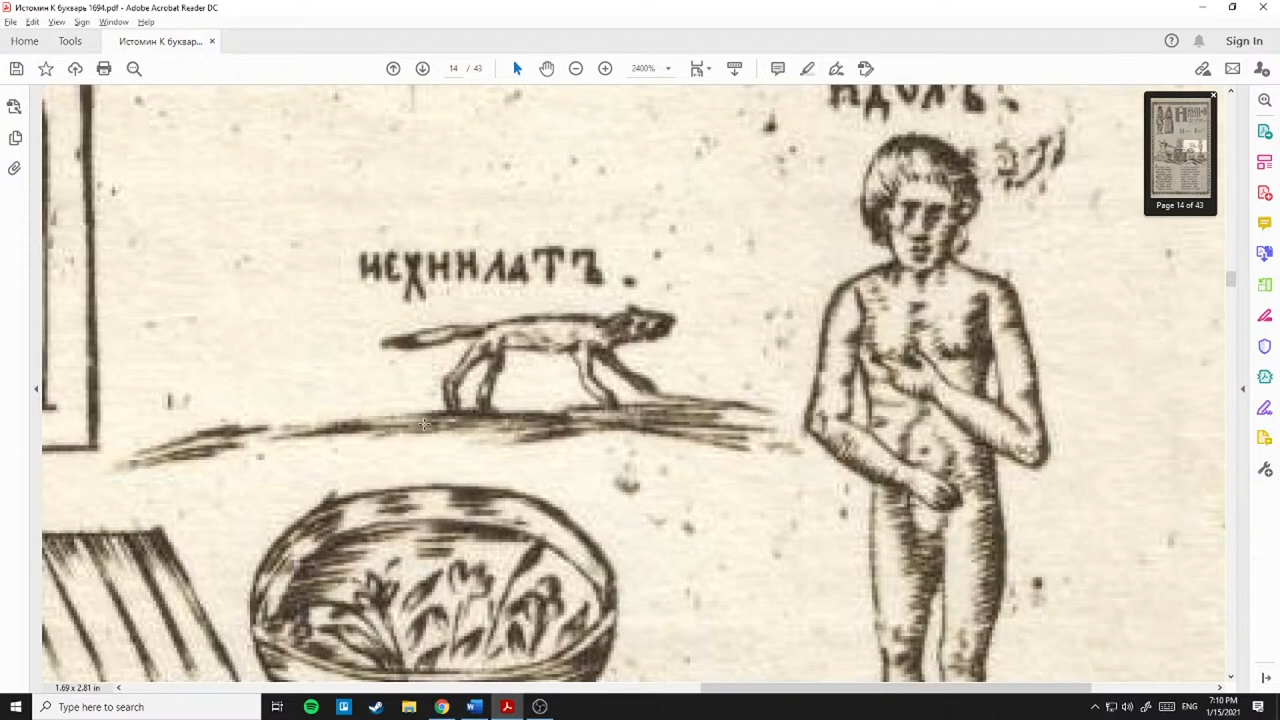 Истомин К букварь 1694.pdf - Adobe Acrobat Reader DC
File Edit View Sign Window Help
Home Tools Истомин К буквар... × Sign In
14 / 43 2400%
идолъ.
исхнилатъ.
Page 14 of 43
1.69 x 2.81 in
Type here to search
ENG
7:10 PM
1/15/2021